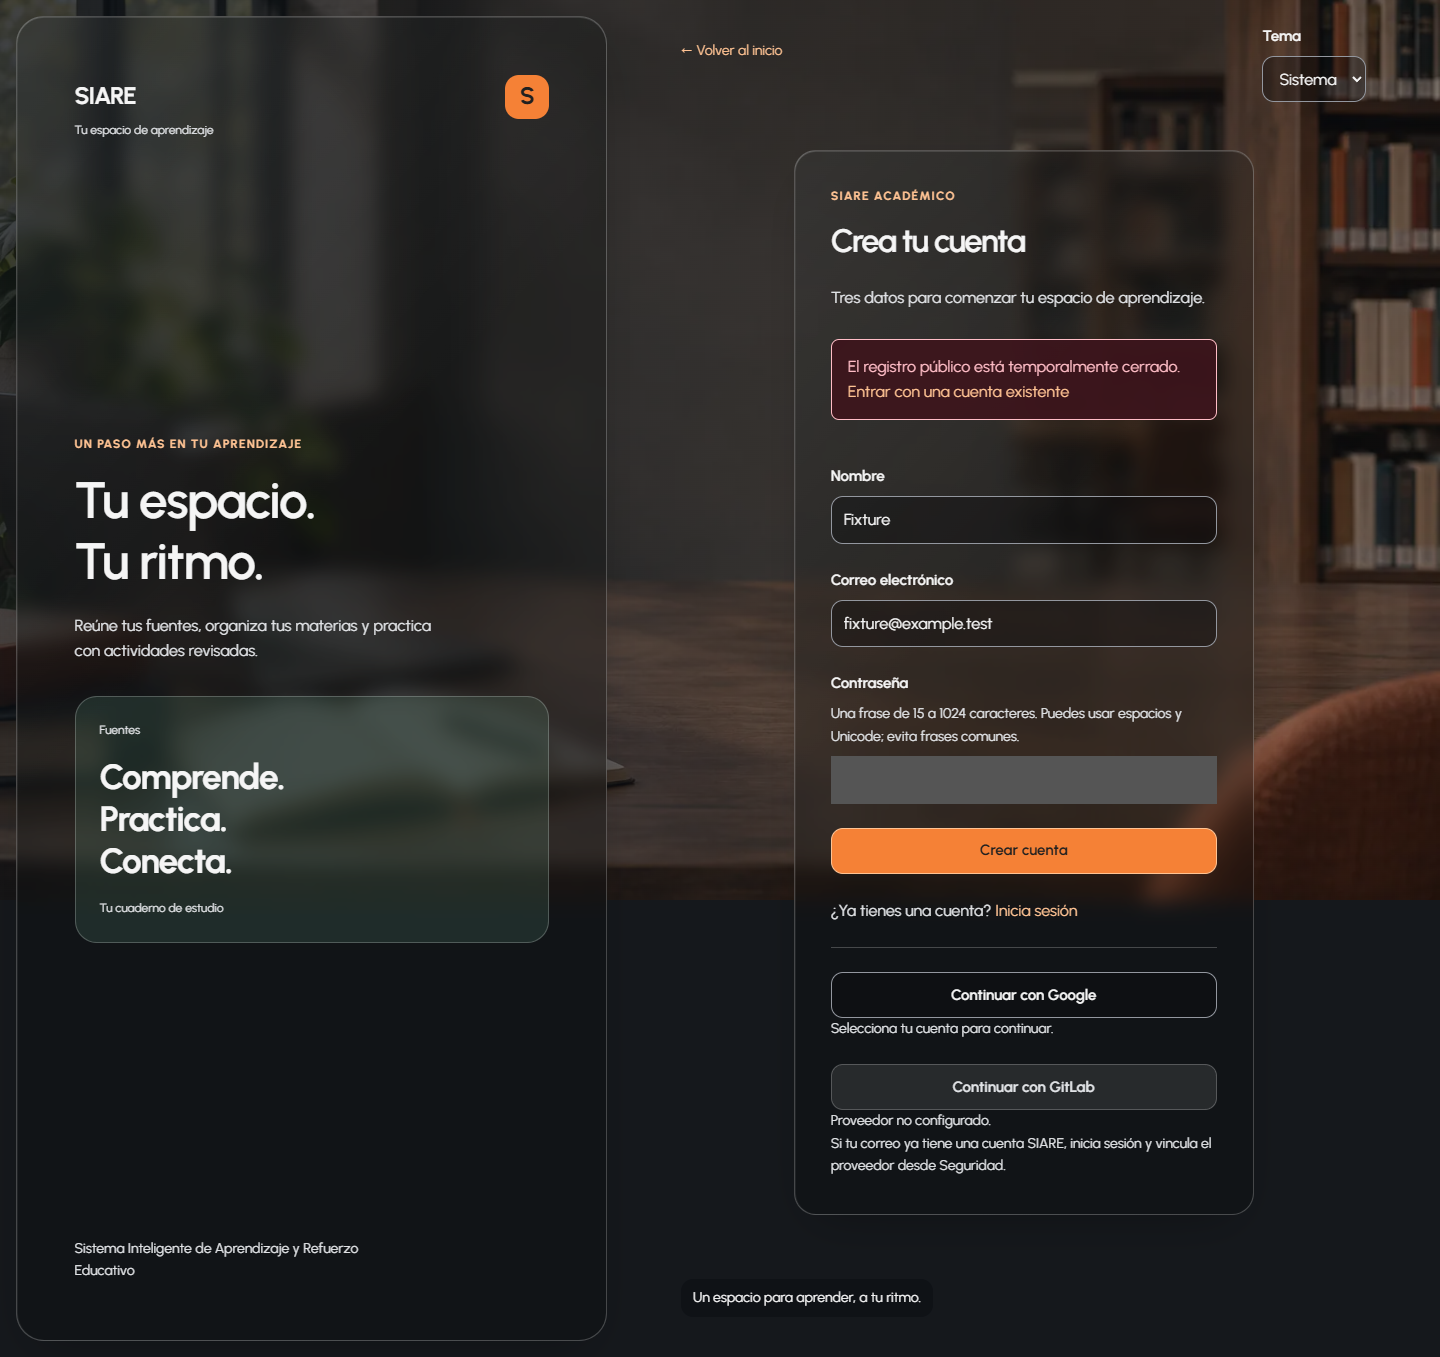 SIARE
S
Tu espacio de aprendizaje
UN PASO MÁS EN TU APRENDIZAJE
Tu espacio.
Tu ritmo.
Reúne tus fuentes, organiza tus materias y practica
con actividades revisadas.
Fuentes
Comprende.
Practica.
Conecta.
Tu cuaderno de estudio
Sistema Inteligente de Aprendizaje y Refuerzo
Educativo
← Volver al inicio
Tema
Sistema
SIARE ACADÉMICO
Crea tu cuenta
Tres datos para comenzar tu espacio de aprendizaje.
El registro público está temporalmente cerrado.
Entrar con una cuenta existente
Nombre
Fixture
Correo electrónico
fixture@example.test
Contraseña
Una frase de 15 a 1024 caracteres. Puedes usar espacios y
Unicode; evita frases comunes.
Crear cuenta
¿Ya tienes una cuenta? Inicia sesión
Continuar con Google
Selecciona tu cuenta para continuar.
Continuar con GitLab
Proveedor no configurado.
Si tu correo ya tiene una cuenta SIARE, inicia sesión y vincula el
proveedor desde Seguridad.
Un espacio para aprender, a tu ritmo.